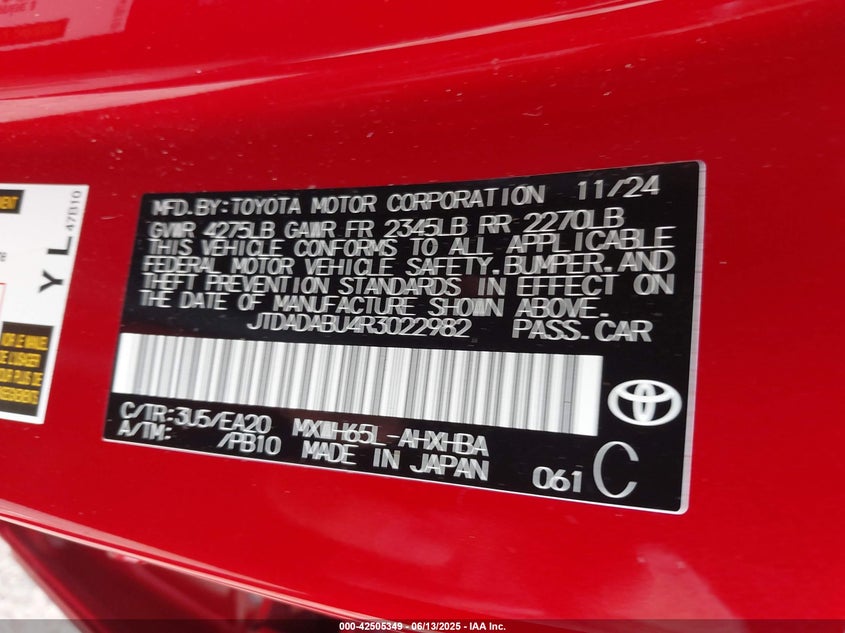 MFD.BY:TOYOTA MOTOR CORPORATION 11/24
GVWR 4275LB GAWR FR 2345LB RR 2270LB
THIS VEHICLE CONFORMS TO ALL APPLICABLE
FEDERAL MOTOR VEHICLE SAFETY.BUMPER.AND
THEFT PREVENTION STANDARDS IN EFFECT ON
THE DATE OF MANUFACTURE SHOWN ABOVE.
JTDADABU4R3022982 PASS.CAR
C/TR:3U5/EA20 MXWH65L-AHXHBA
A/TM: /PB10 MADE IN JAPAN
061 C
YL
47B10
000-42505349 - 06/13/2025 - IAA Inc.